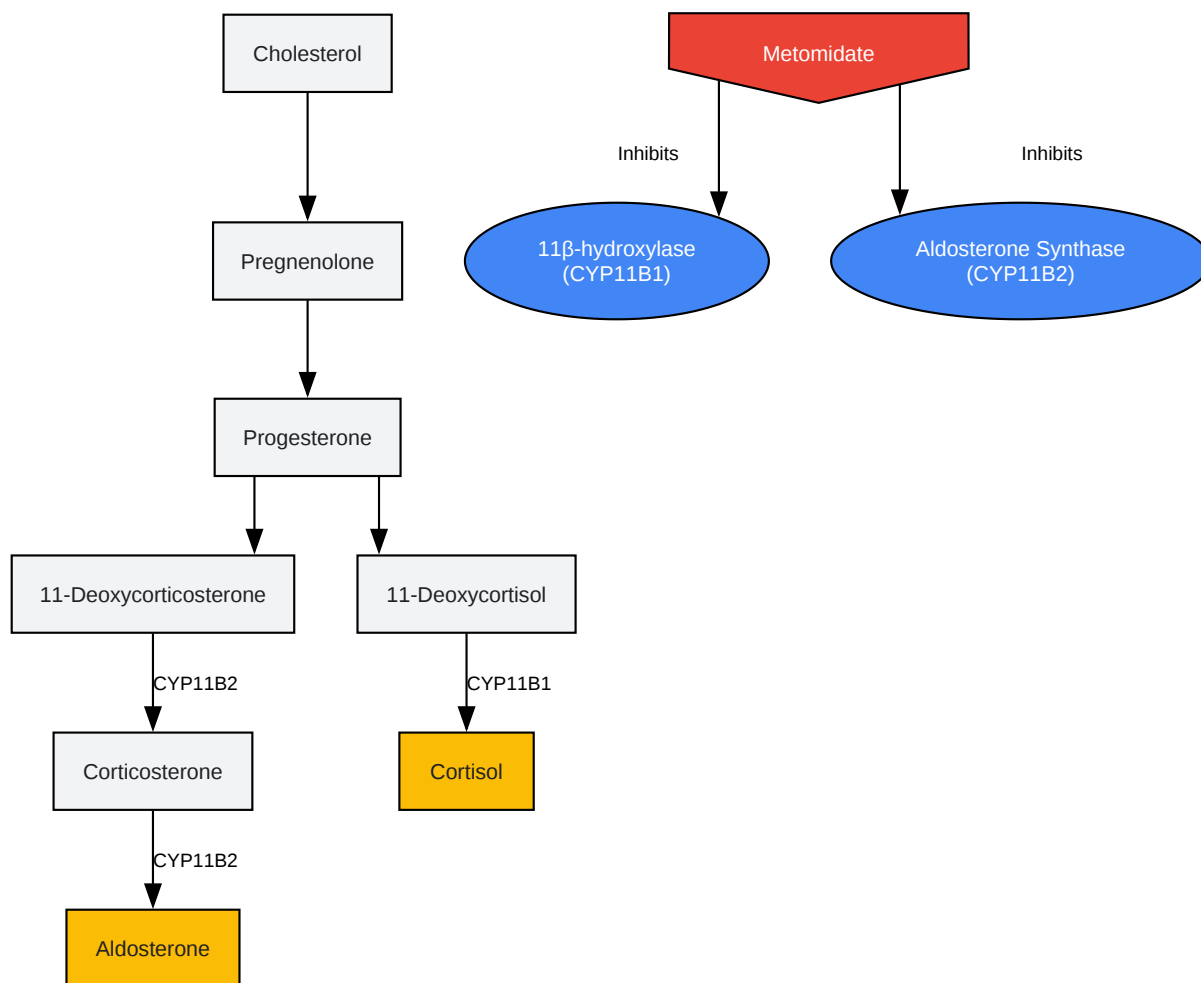 Cholesterol
Metomidate
Inhibits
Inhibits
Pregnenolone
11β-hydroxylase
(CYP11B1)
Aldosterone Synthase
(CYP11B2)
Progesterone
11-Deoxycorticosterone
11-Deoxycortisol
CYP11B2
CYP11B1
Corticosterone
Cortisol
CYP11B2
Aldosterone